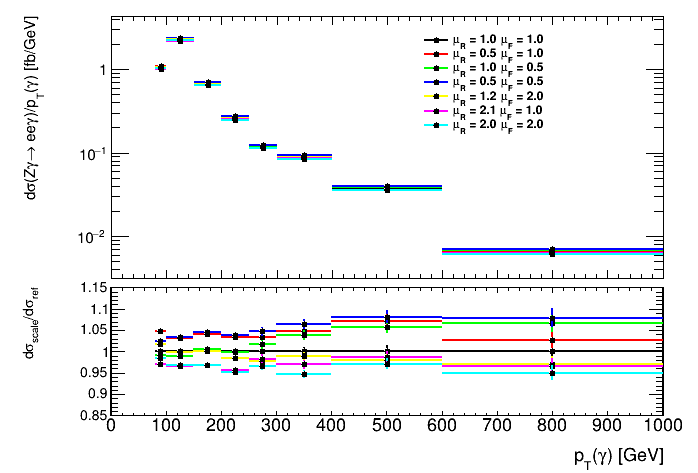 dσ(Zγ→ eeγ)/p_T(γ) [fb/GeV]
1
10^−1
10^−2
μ_R = 1.0 μ_F = 1.0
μ_R = 0.5 μ_F = 1.0
μ_R = 1.0 μ_F = 0.5
μ_R = 0.5 μ_F = 0.5
μ_R = 1.2 μ_F = 2.0
μ_R = 2.1 μ_F = 1.0
μ_R = 2.0 μ_F = 2.0
dσ_scale/dσ_ref
1.15
1.1
1.05
1
0.95
0.9
0.85
0 100 200 300 400 500 600 700 800 900 1000
p_T(γ) [GeV]